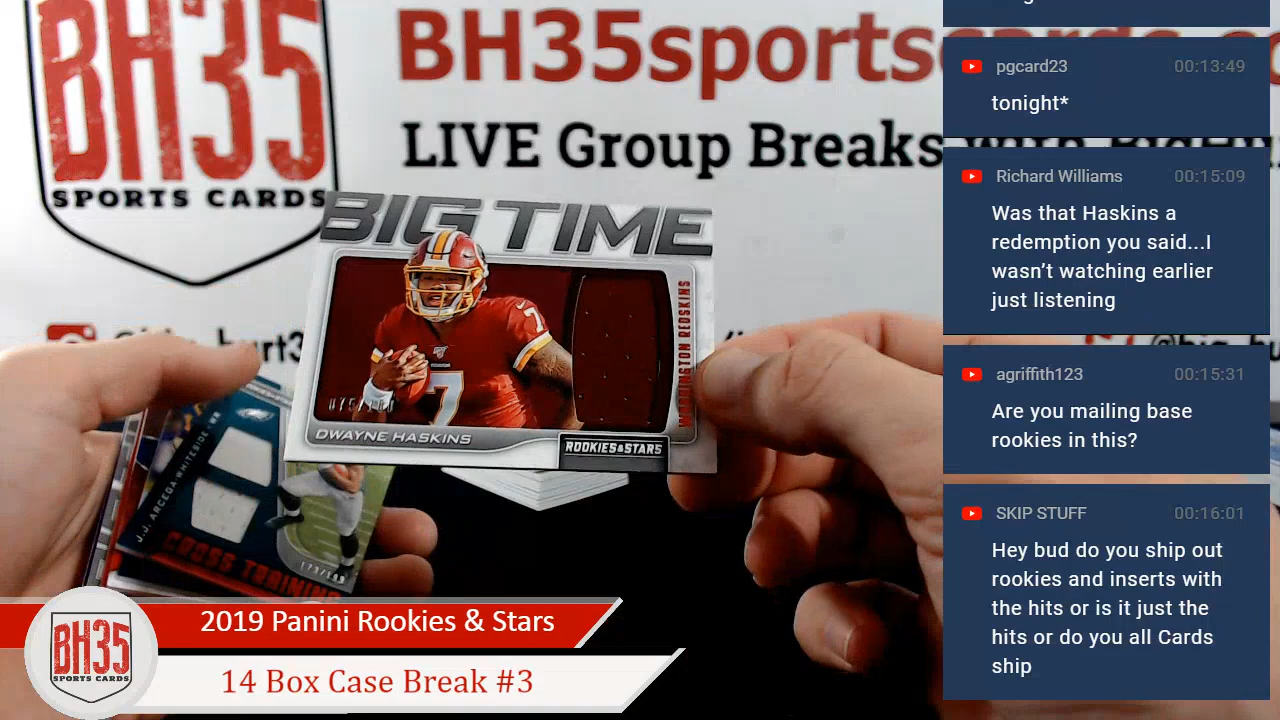 BH35
SPORTS CARDS
BH35sports
LIVE Group Breaks
BIG TIME
7
7
WASHINGTON REDSKINS
DWAYNE HASKINS
ROOKIES&STARS
J.J. ARCEGA-WHITESIDE • WR
CROSS TRAINING
BH35
SPORTS CARDS
2019 Panini Rookies & Stars
14 Box Case Break #3
pgcard23 00:13:49
tonight*
Richard Williams 00:15:09
Was that Haskins a
redemption you said...I
wasn't watching earlier
just listening
agriffith123 00:15:31
Are you mailing base
rookies in this?
SKIP STUFF 00:16:01
Hey bud do you ship out
rookies and inserts with
the hits or is it just the
hits or do you all Cards
ship